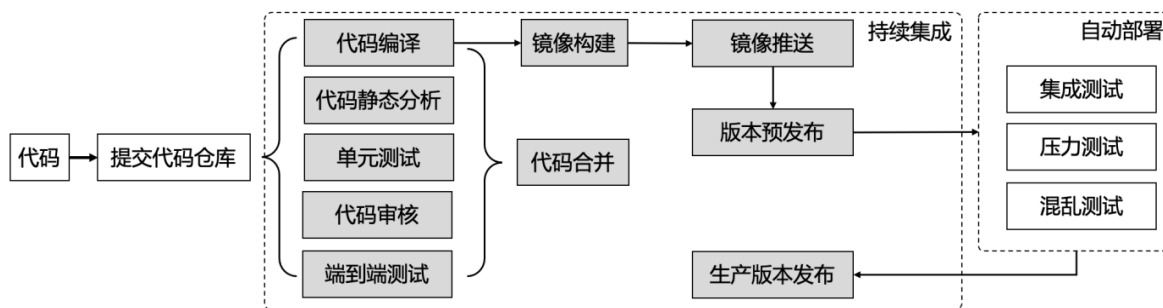 代码
提交代码仓库
代码编译
代码静态分析
单元测试
代码审核
端到端测试
代码合并
镜像构建
镜像推送
版本预发布
生产版本发布
持续集成
自动部署
集成测试
压力测试
混乱测试